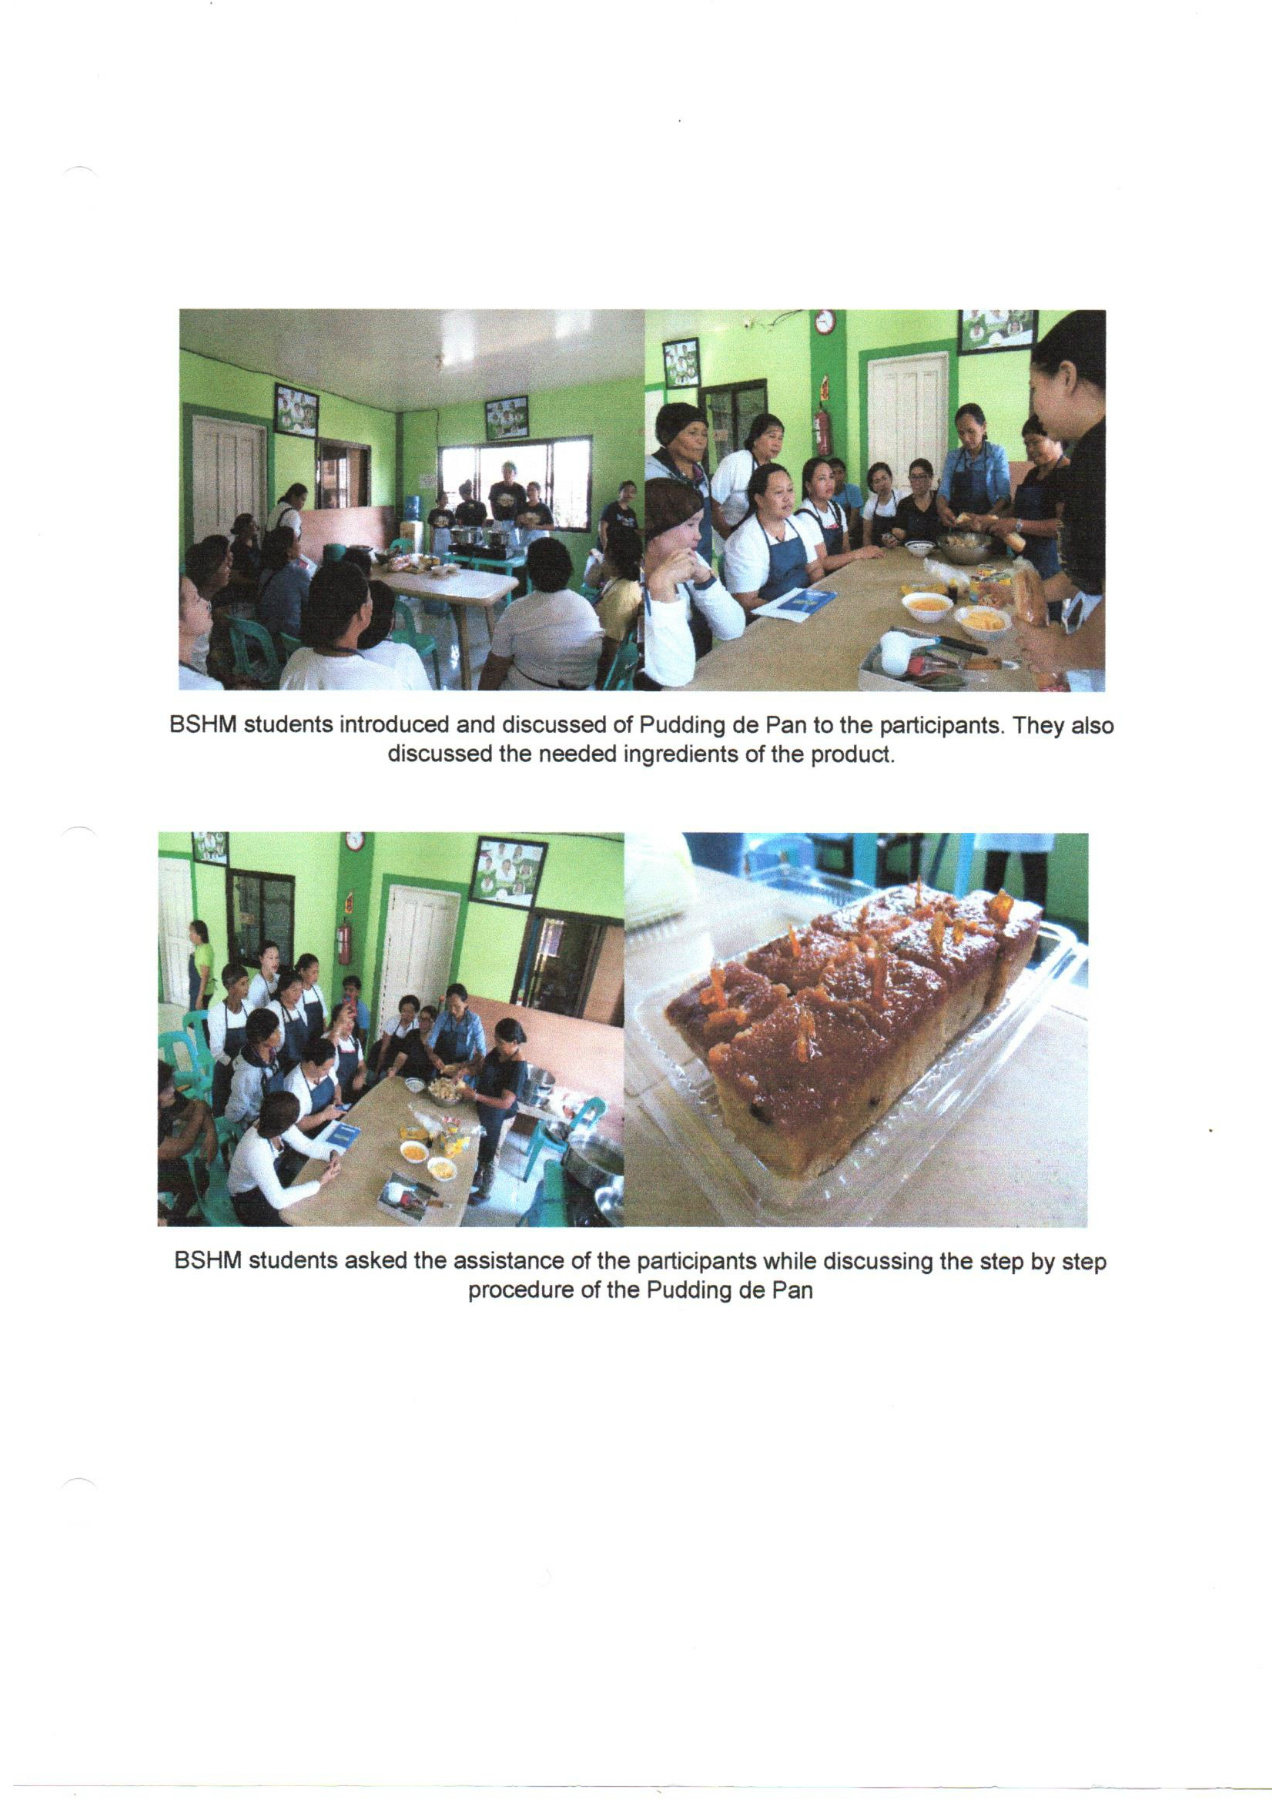 BSHM students introduced and discussed of Pudding de Pan to the participants. They also
discussed the needed ingredients of the product.
BSHM students asked the assistance of the participants while discussing the step by step
procedure of the Pudding de Pan